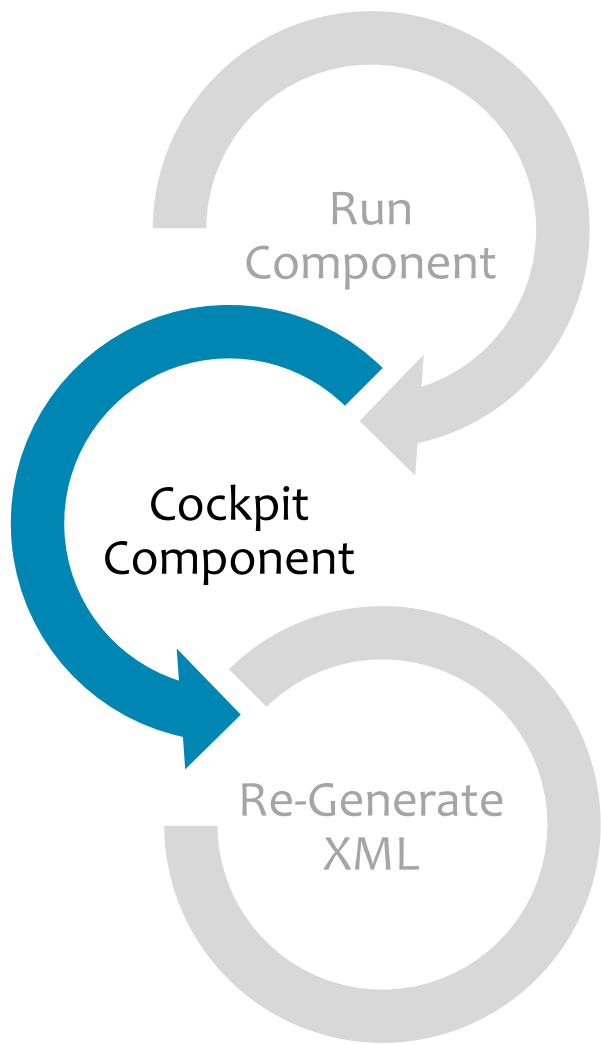 Run
Component
Cockpit
Component
Re-Generate
XML